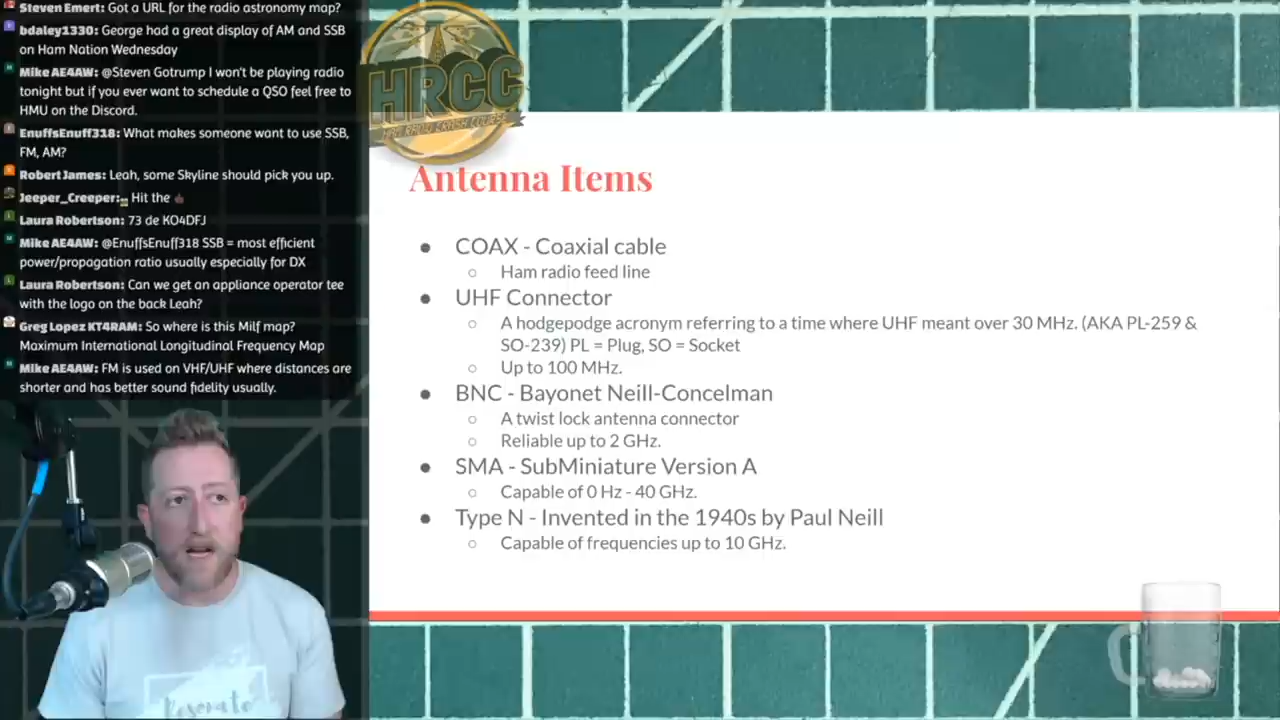 Steven Emert: Got a URL for the radio astronomy map?
bdaley1330: George had a great display of AM and SSB
on Ham Nation Wednesday
Mike AE4AW: @Steven Gotrump I won't be playing radio
tonight but if you ever want to schedule a QSO feel free to
HMU on the Discord.
EnuffsEnuff318: What makes someone want to use SSB,
FM, AM?
Robert James: Leah, some Skyline should pick you up.
Jeeper_Creeper: Hit the
Laura Robertson: 73 de KO4DFJ
Mike AE4AW: @EnuffsEnuff318 SSB = most efficient
power/propagation ratio usually especially for DX
Laura Robertson: Can we get an appliance operator tee
with the logo on the back Leah?
Greg Lopez KT4RAM: So where is this Milf map?
Maximum International Longitudinal Frequency Map
Mike AE4AW: FM is used on VHF/UHF where distances are
shorter and has better sound fidelity usually.
HRCC
HAM RADIO CRASH COURSE
Antenna Items
● COAX - Coaxial cable
○ Ham radio feed line
● UHF Connector
○ A hodgepodge acronym referring to a time where UHF meant over 30 MHz. (AKA PL-259 &
SO-239) PL = Plug, SO = Socket
○ Up to 100 MHz.
● BNC - Bayonet Neill-Concelman
○ A twist lock antenna connector
○ Reliable up to 2 GHz.
● SMA - SubMiniature Version A
○ Capable of 0 Hz - 40 GHz.
● Type N - Invented in the 1940s by Paul Neill
○ Capable of frequencies up to 10 GHz.
Resonate